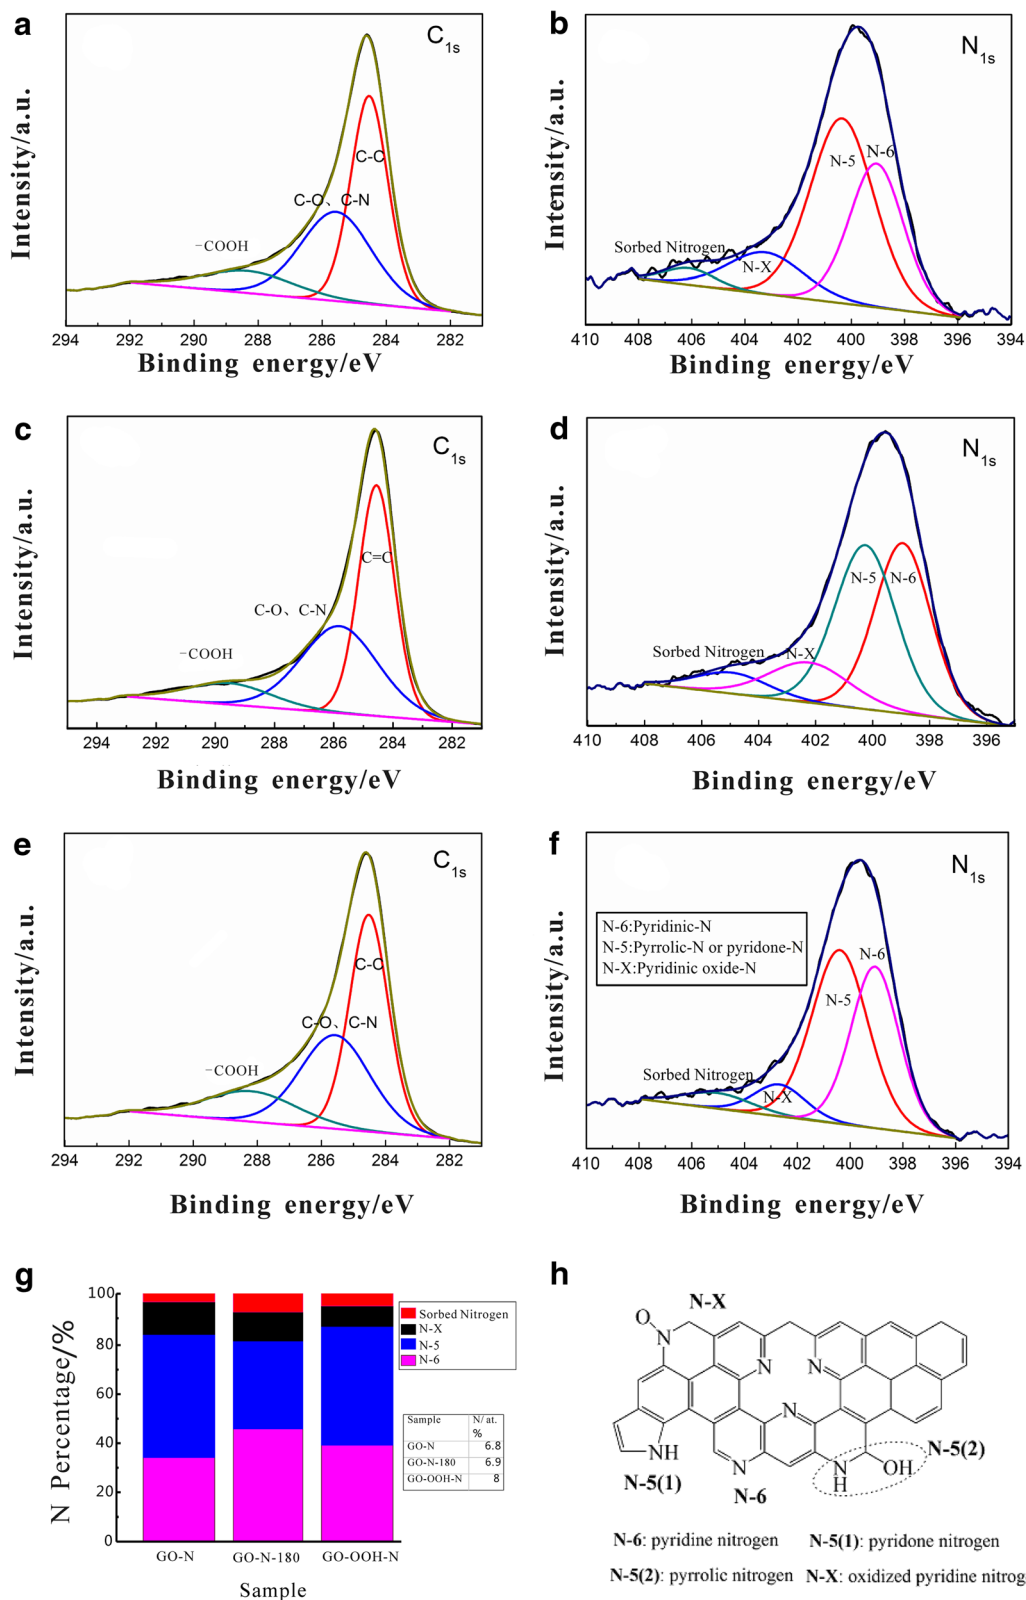 a
C1s
Intensity/a.u.
C-C
C-O、C-N
-COOH
294 292 290 288 286 284 282
Binding energy/eV
b
N1s
Intensity/a.u.
N-5
N-6
Sorbed Nitrogen
N-X
410 408 406 404 402 400 398 396 394
Binding energy/eV
c
C1s
Intensity/a.u.
C=C
C-O、C-N
-COOH
294 292 290 288 286 284 282
Binding energy/eV
d
N1s
Intensity/a.u.
N-5 N-6
Sorbed Nitrogen
N-X
410 408 406 404 402 400 398 396
Binding energy/eV
e
C1s
Intensity/a.u.
C-C
C-O、C-N
-COOH
294 292 290 288 286 284 282
Binding energy/eV
f
N1s
Intensity/a.u.
N-6:Pyridinic-N
N-5:Pyrrolic-N or pyridone-N
N-X:Pyridinic oxide-N
N-6
N-5
Sorbed Nitrogen
N-X
410 408 406 404 402 400 398 396 394
Binding energy/eV
g
N Percentage/%
100
80
60
40
20
0
GO-N GO-N-180 GO-OOH-N
Sample
Sorbed Nitrogen
N-X
N-5
N-6
Sample N/ at. %
GO-N 6.8
GO-N-180 6.9
GO-OOH-N 8
h
N-X
O
N
N N
N
NH
N
N
H
OH
N-5(2)
N-5(1)
N-6
N-6: pyridine nitrogen N-5(1): pyridone nitrogen
N-5(2): pyrrolic nitrogen N-X: oxidized pyridine nitrog